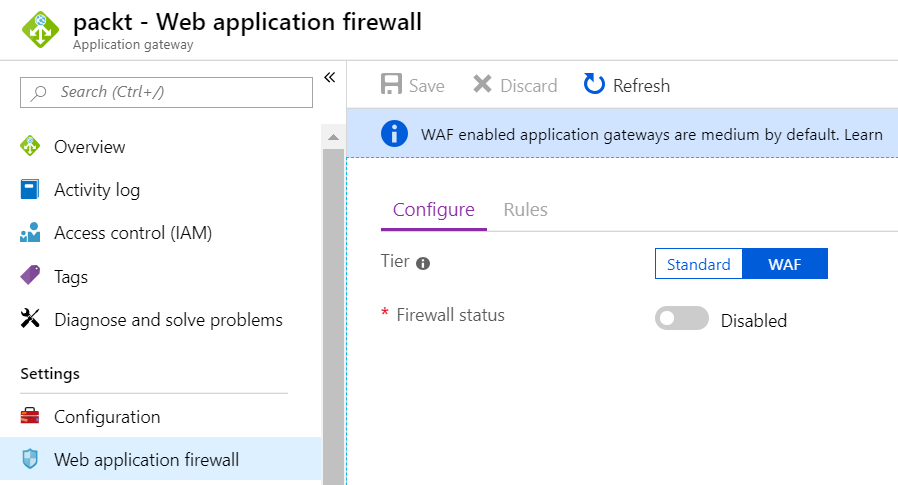 packt - Web application firewall
Application gateway
Search (Ctrl+/)
«
Overview
Activity log
Access control (IAM)
Tags
Diagnose and solve problems
Settings
Configuration
Web application firewall
Save Discard Refresh
WAF enabled application gateways are medium by default. Learn
Configure Rules
Tier Standard WAF
* Firewall status Disabled